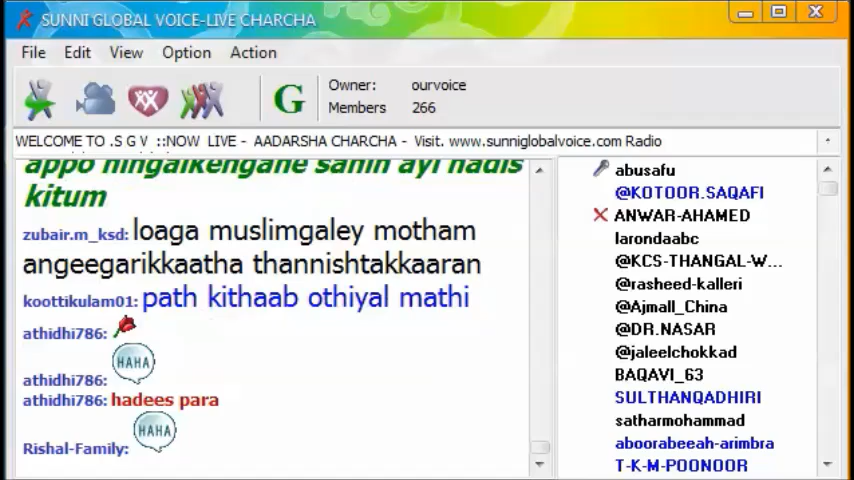 SUNNI GLOBAL VOICE-LIVE CHARCHA
File Edit View Option Action
G
Owner: ourvoice
Members 266
WELCOME TO .S G V ::NOW LIVE - AADARSHA CHARCHA - Visit. www.sunniglobalvoice.com Radio
appo ningalkengane sahih ayi hadis
kitum
zubair.m_ksd: loaga muslimgaley motham
angeegarikkaatha thannishtakkaaran
koottikulam01: path kithaab othiyal mathi
athidhi786:
HAHA
athidhi786:
athidhi786: hadees para
HAHA
Rishal-Family:
abusafu
@KOTOOR.SAQAFI
ANWAR-AHAMED
larondaabc
@KCS-THANGAL-W...
@rasheed-kalleri
@Ajmall_China
@DR.NASAR
@jaleelchokkad
BAQAVI_63
SULTHANQADHIRI
satharmohammad
aboorabeeah-arimbra
T-K-M-POONOOR